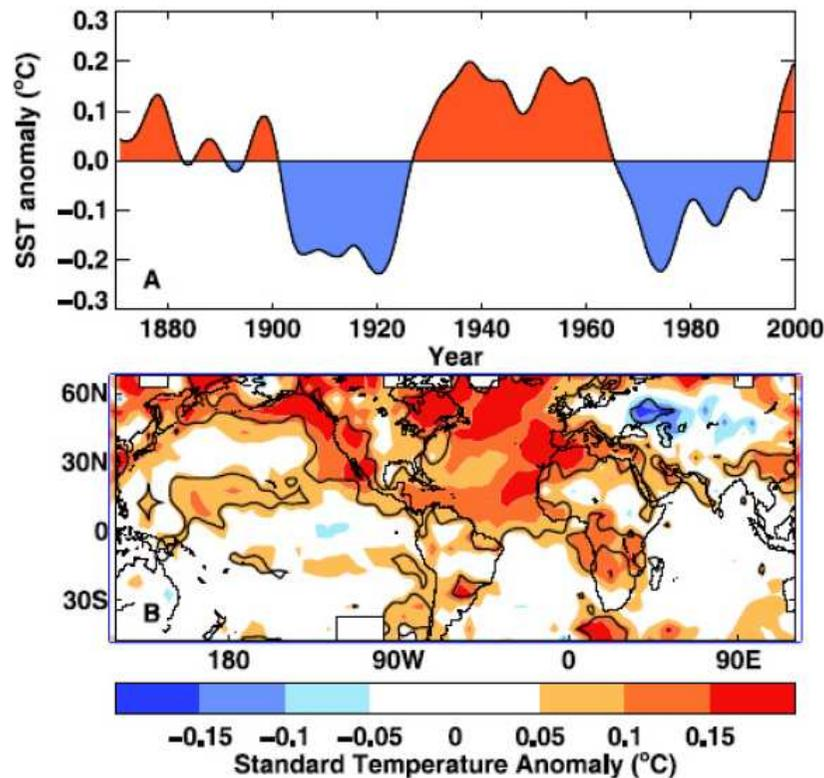 0.3
0.2
0.1
0.0
−0.1
−0.2
−0.3
SST anomaly (°C)
A
1880 1900 1920 1940 1960 1980 2000
Year
60N
30N
0
30S
B
180 90W 0 90E
−0.15 −0.1 −0.05 0 0.05 0.1 0.15
Standard Temperature Anomaly (°C)